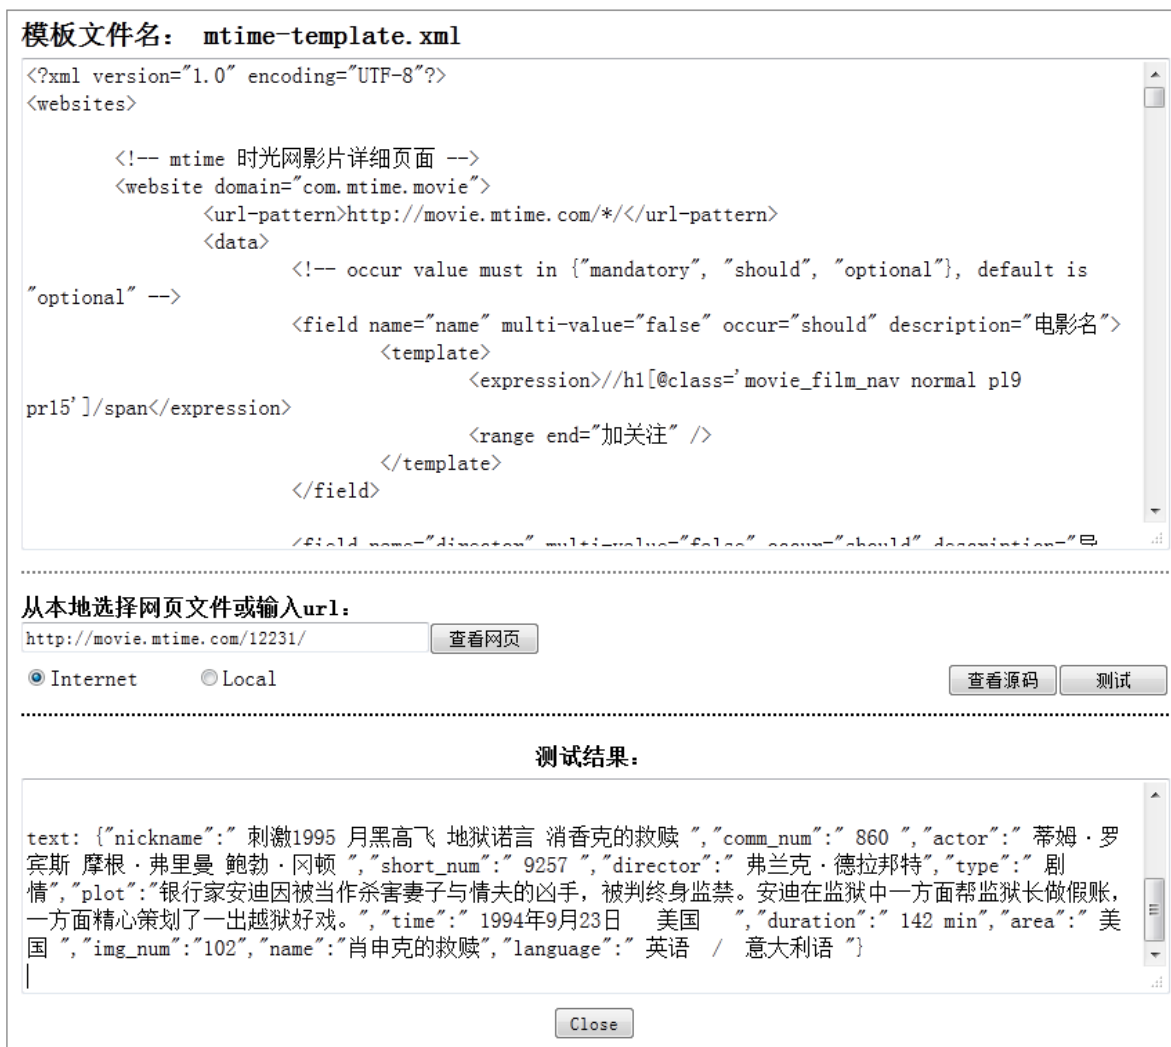 模板文件名： mtime-template.xml
<?xml version="1.0" encoding="UTF-8"?>
<websites>
<!-- mtime 时光网影片详细页面 -->
<website domain="com.mtime.movie">
<url-pattern>http://movie.mtime.com/*/</url-pattern>
<data>
<!-- occur value must in {"mandatory", "should", "optional"}, default is
"optional" -->
<field name="name" multi-value="false" occur="should" description="电影名">
<template>
<expression>//h1[@class='movie_film_nav normal pl9
pr15']/span</expression>
<range end="加关注" />
</template>
</field>
<field name="director" multi-value="false" occur="should" description="导
从本地选择网页文件或输入url：
http://movie.mtime.com/12231/ 查看网页
Internet Local 查看源码 测试
测试结果：
text: {"nickname":" 刺激1995 月黑高飞 地狱诺言 消香克的救赎 ","comm_num":" 860 ","actor":" 蒂姆·罗
宾斯 摩根·弗里曼 鲍勃·冈顿 ","short_num":" 9257 ","director":" 弗兰克·德拉邦特","type":" 剧
情","plot":"银行家安迪因被当作杀害妻子与情夫的凶手，被判终身监禁。安迪在监狱中一方面帮监狱长做假账，
一方面精心策划了一出越狱好戏。","time":" 1994年9月23日 美国 ","duration":" 142 min","area":" 美
国 ","img_num":"102","name":"肖申克的救赎","language":" 英语 / 意大利语 "}
Close